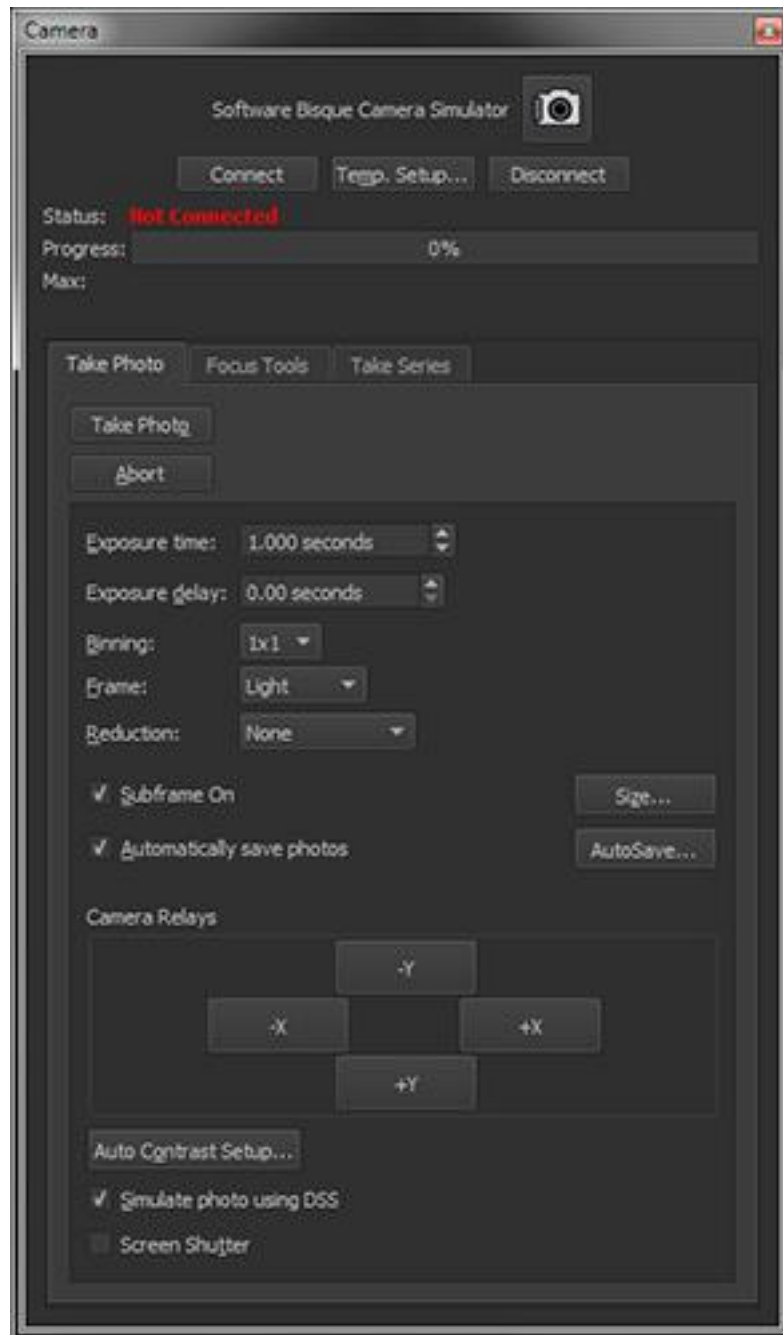 Camera
Software Bisque Camera Simulator
Connect Temp. Setup... Disconnect
Status: Not Connected
Progress: 0%
Max:
Take Photo Focus Tools Take Series
Take Photo
Abort
Exposure time: 1.000 seconds
Exposure delay: 0.00 seconds
Binning: 1x1
Frame: Light
Reduction: None
Subframe On Size...
Automatically save photos AutoSave...
Camera Relays
-Y
-X +X
+Y
Auto Contrast Setup...
Simulate photo using DSS
Screen Shutter